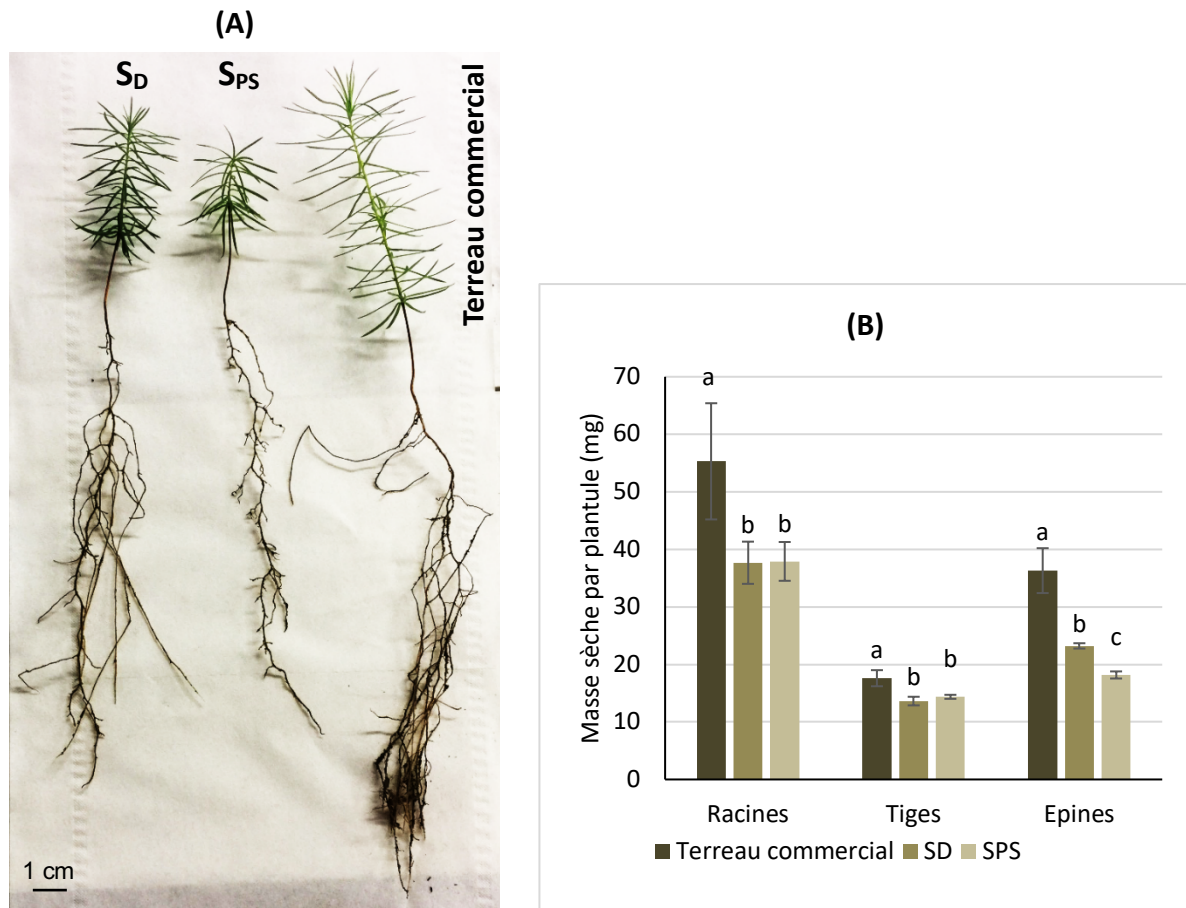 (A)
SD
SPS
Terreau commercial
1 cm
(B)
Masse sèche par plantule (mg)
70
60
50
40
30
20
10
0
a
b
b
a
b
b
a
b
c
Racines
Tiges
Epines
Terreau commercial
SD
SPS